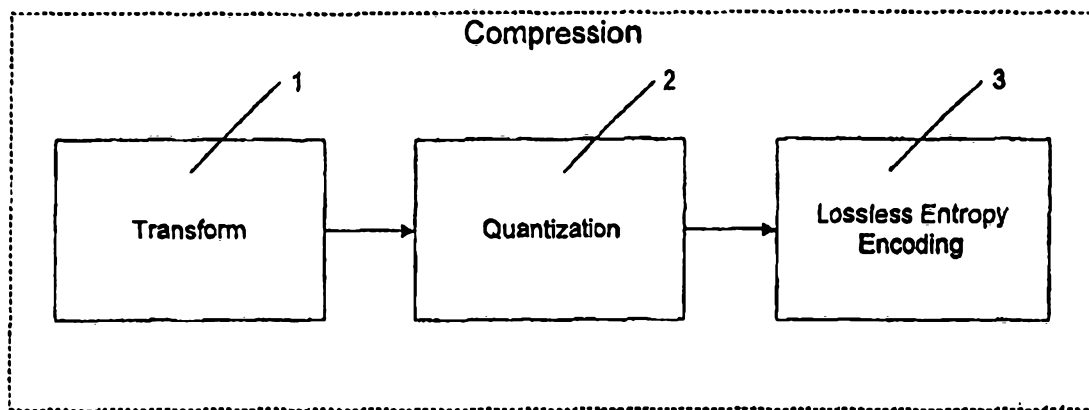 Compression
1
2
3
Transform
Quantization
Lossless Entropy
Encoding